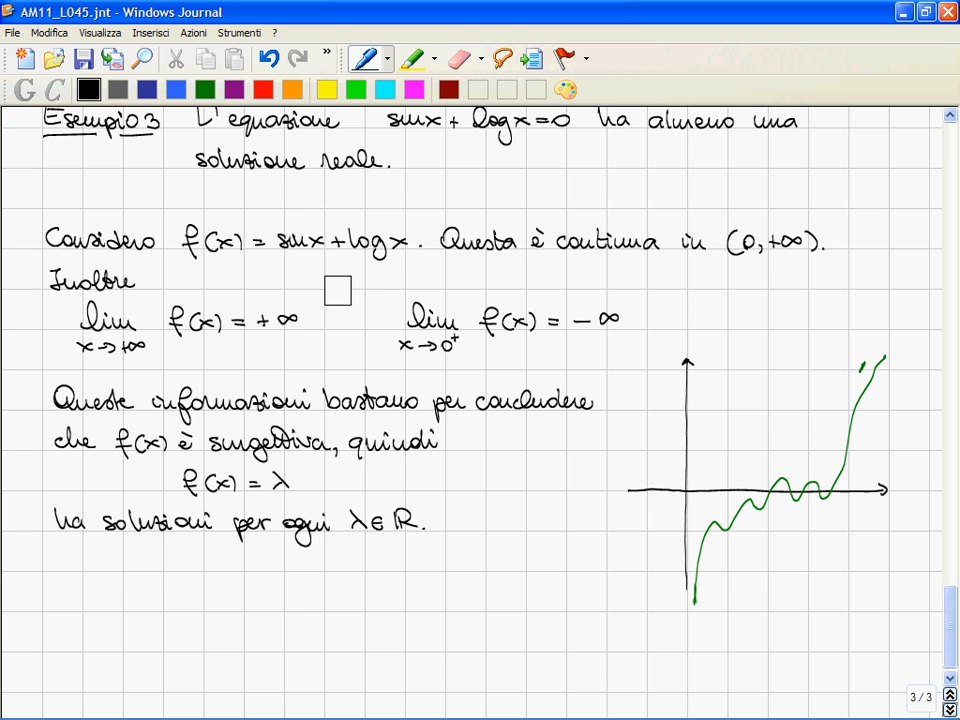 AM11_L045.jnt - Windows Journal
File Modifica Visualizza Inserisci Azioni Strumenti ?
G C
Esempio 3 L'equazione sin x + log x = 0 ha almeno una
soluzione reale.
Considero f(x) = sin x + log x. Questa è continua in (0, +∞).
Inoltre
lim f(x) = +∞ lim f(x) = -∞
x→+∞ x→0⁺
Queste informazioni bastano per concludere
che f(x) è surgettiva, quindi
f(x) = λ
ha soluzioni per ogni λ ∈ ℝ.
3 / 3